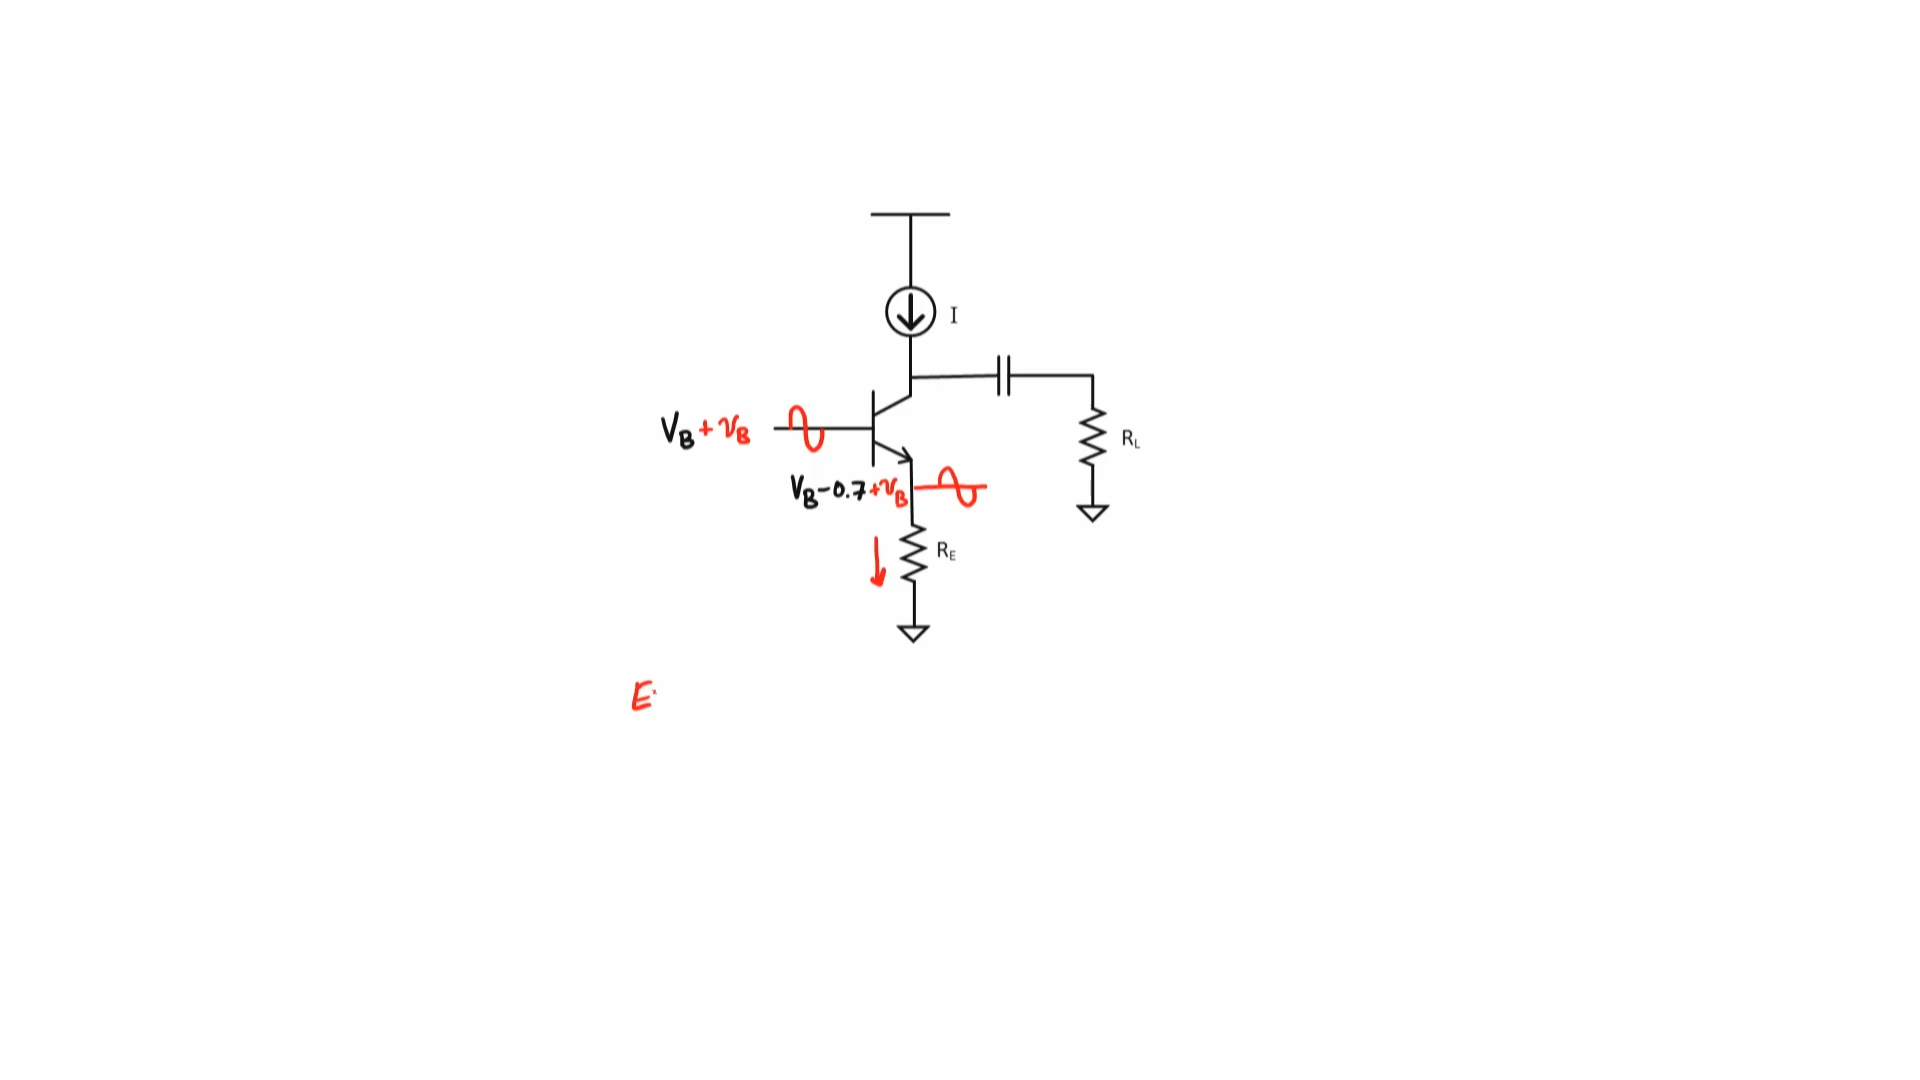 I
V_B + v_B
R_L
V_B - 0.7 + v_B
R_E
E